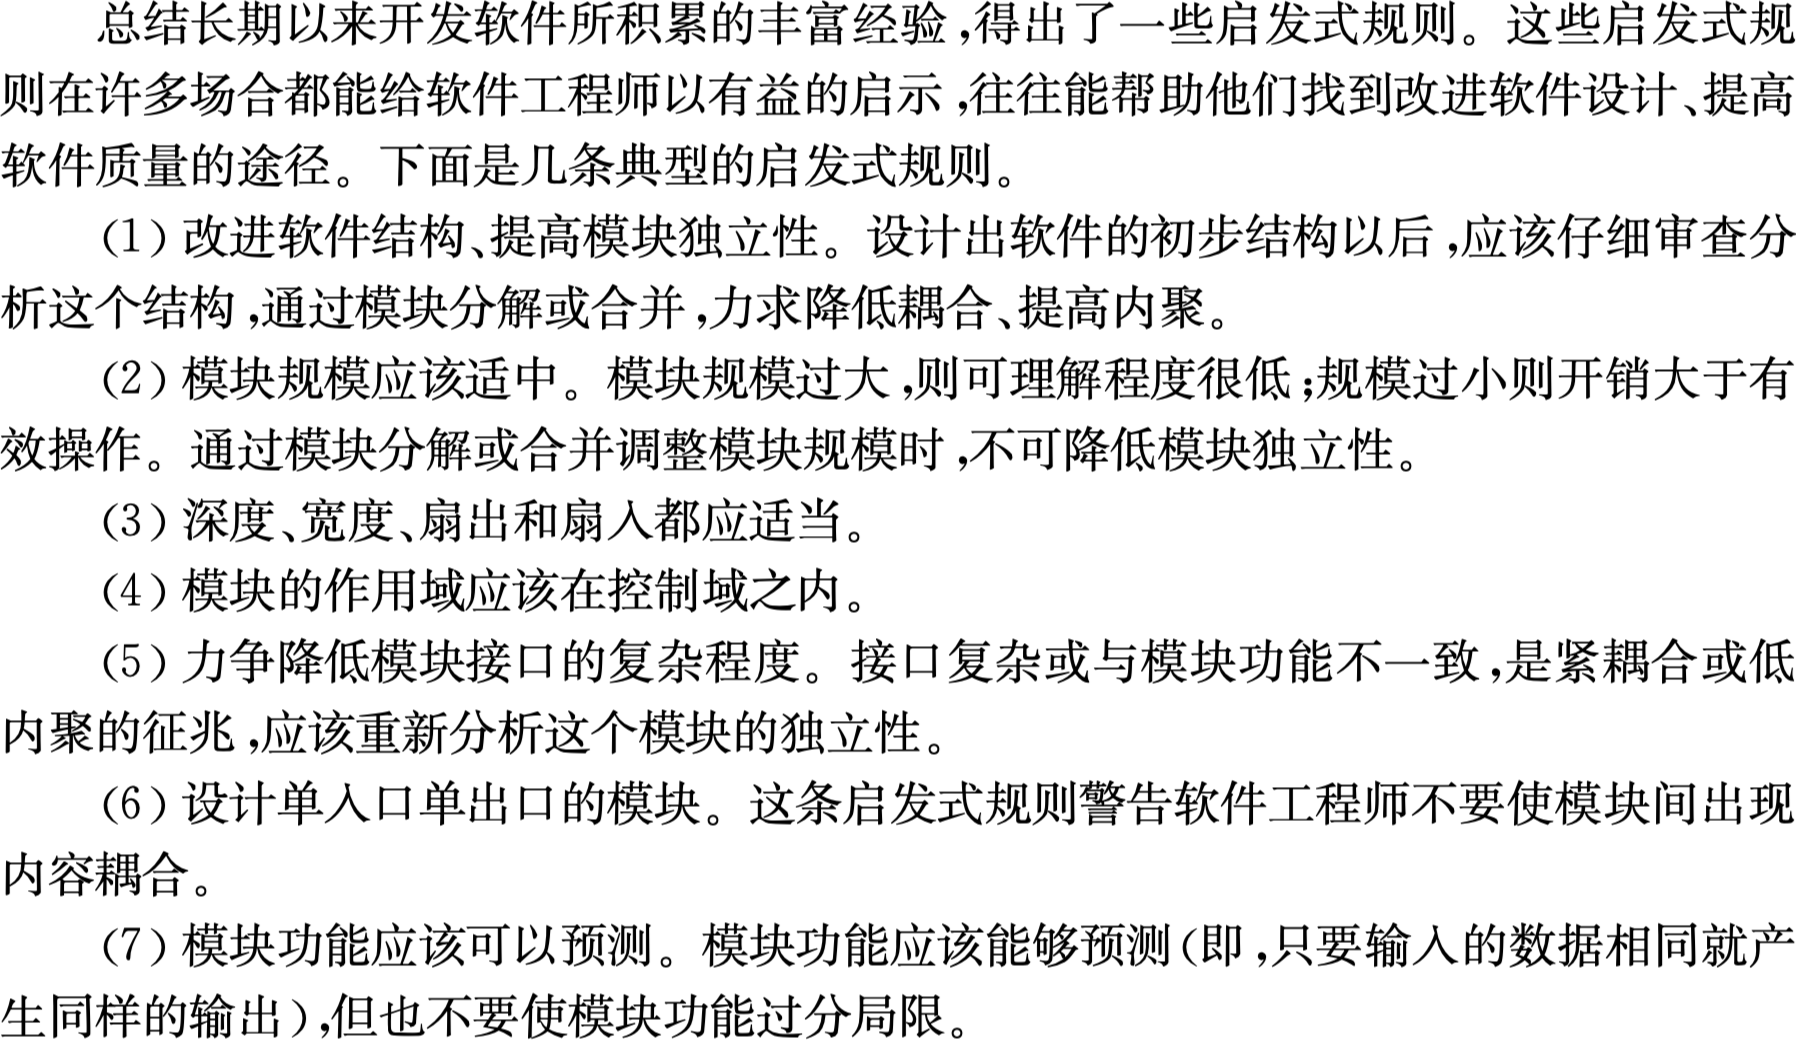 总结长期以来开发软件所积累的丰富经验,得出了一些启发式规则。这些启发式规
则在许多场合都能给软件工程师以有益的启示,往往能帮助他们找到改进软件设计、提高
软件质量的途径。下面是几条典型的启发式规则。
(1)改进软件结构、提高模块独立性。设计出软件的初步结构以后,应该仔细审查分
析这个结构,通过模块分解或合并,力求降低耦合、提高内聚。
(2)模块规模应该适中。模块规模过大,则可理解程度很低;规模过小则开销大于有
效操作。通过模块分解或合并调整模块规模时,不可降低模块独立性。
(3)深度、宽度、扇出和扇入都应适当。
(4)模块的作用域应该在控制域之内。
(5)力争降低模块接口的复杂程度。接口复杂或与模块功能不一致,是紧耦合或低
内聚的征兆,应该重新分析这个模块的独立性。
(6)设计单入口单出口的模块。这条启发式规则警告软件工程师不要使模块间出现
内容耦合。
(7)模块功能应该可以预测。模块功能应该能够预测(即,只要输入的数据相同就产
生同样的输出),但也不要使模块功能过分局限。